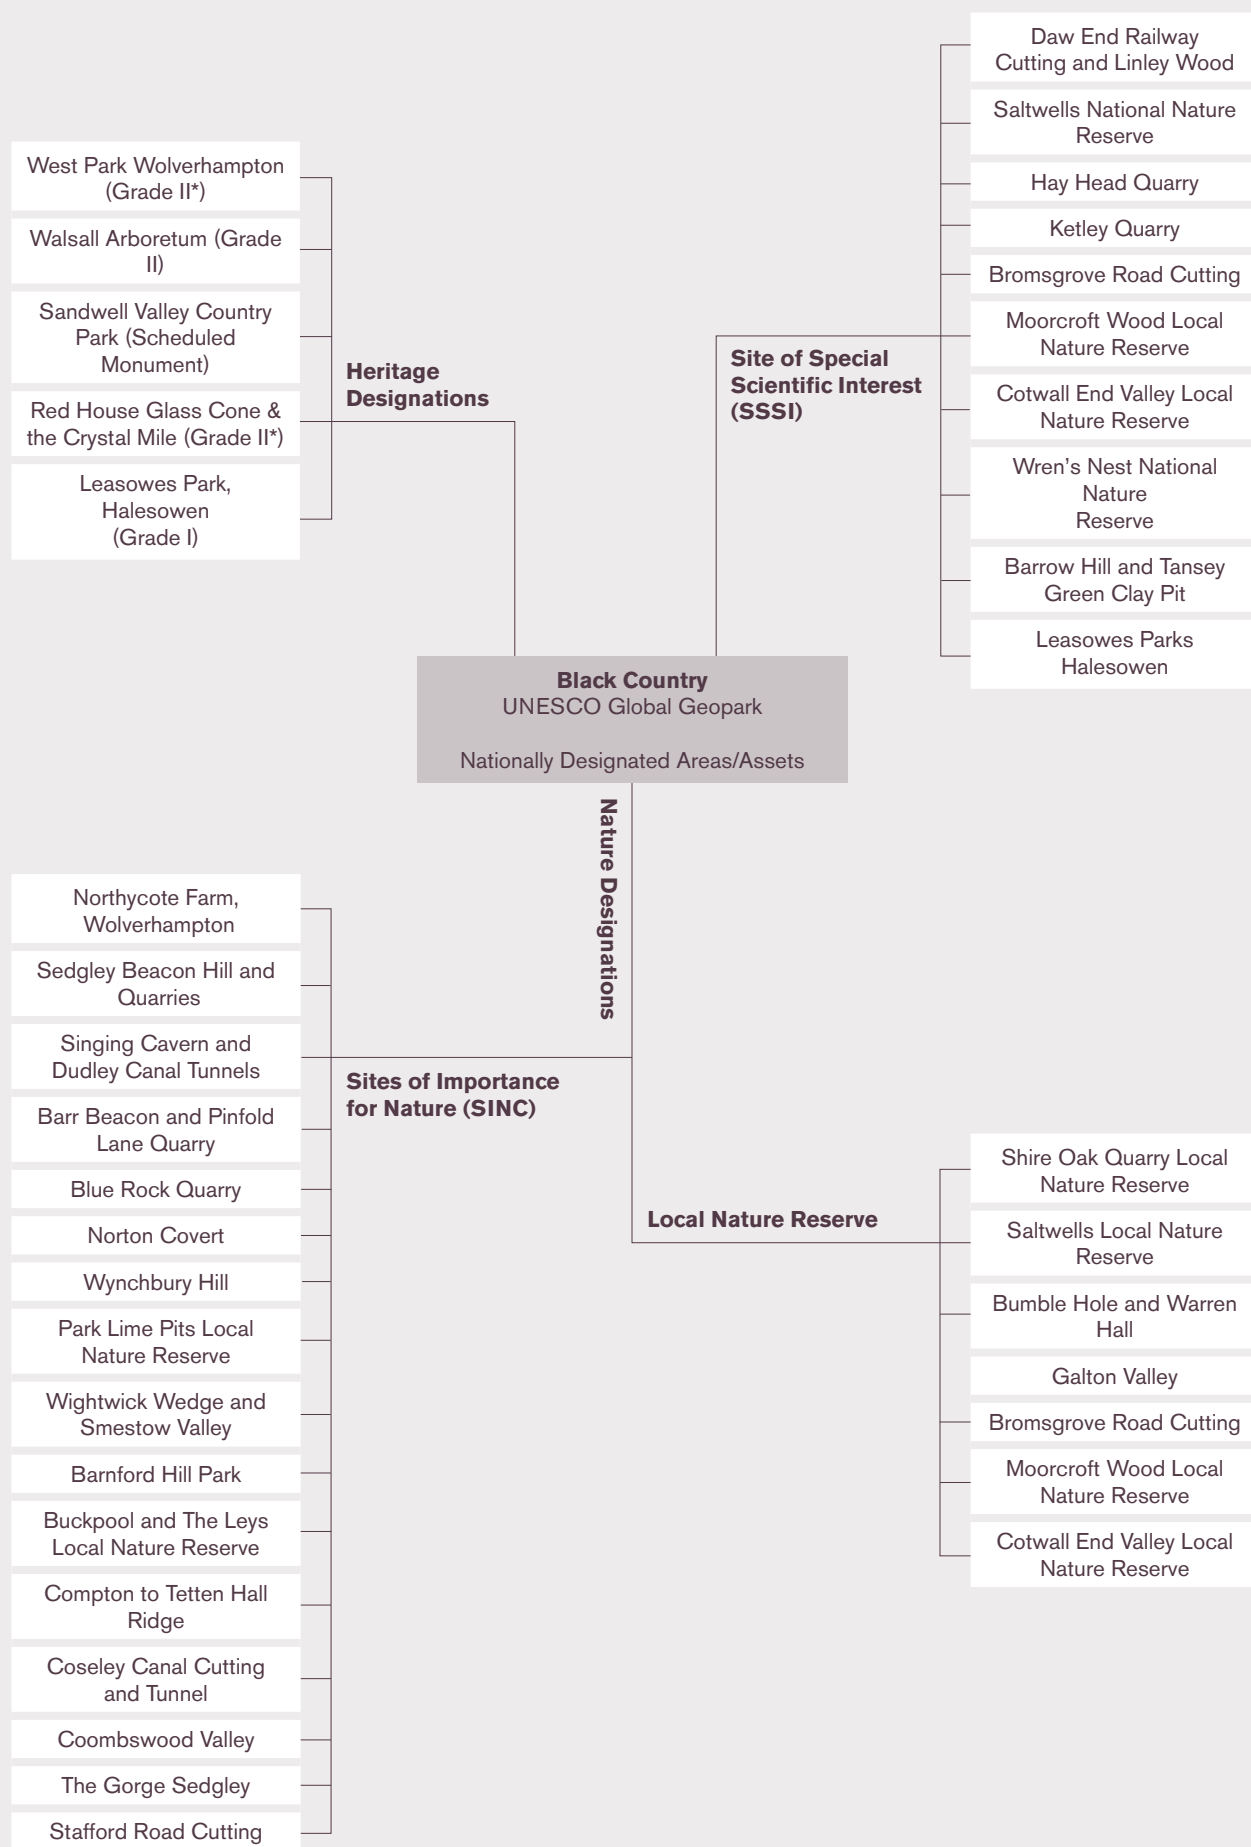 West Park Wolverhampton
(Grade II*)
Walsall Arboretum (Grade
II)
Sandwell Valley Country
Park (Scheduled
Monument)
Red House Glass Cone &
the Crystal Mile (Grade II*)
Leasowes Park,
Halesowen
(Grade I)
Heritage
Designations
Site of Special
Scientific Interest
(SSSI)
Daw End Railway
Cutting and Linley Wood
Saltwells National Nature
Reserve
Hay Head Quarry
Ketley Quarry
Bromsgrove Road Cutting
Moorcroft Wood Local
Nature Reserve
Cotwall End Valley Local
Nature Reserve
Wren's Nest National
Nature
Reserve
Barrow Hill and Tansey
Green Clay Pit
Leasowes Parks
Halesowen
Black Country
UNESCO Global Geopark
Nationally Designated Areas/Assets
Nature Designations
Northycote Farm,
Wolverhampton
Sedgley Beacon Hill and
Quarries
Singing Cavern and
Dudley Canal Tunnels
Barr Beacon and Pinfold
Lane Quarry
Blue Rock Quarry
Norton Covert
Wynchbury Hill
Park Lime Pits Local
Nature Reserve
Wightwick Wedge and
Smestow Valley
Barnford Hill Park
Buckpool and The Leys
Local Nature Reserve
Compton to Tetten Hall
Ridge
Coseley Canal Cutting
and Tunnel
Coombswood Valley
The Gorge Sedgley
Stafford Road Cutting
Sites of Importance
for Nature (SINC)
Local Nature Reserve
Shire Oak Quarry Local
Nature Reserve
Saltwells Local Nature
Reserve
Bumble Hole and Warren
Hall
Galton Valley
Bromsgrove Road Cutting
Moorcroft Wood Local
Nature Reserve
Cotwall End Valley Local
Nature Reserve